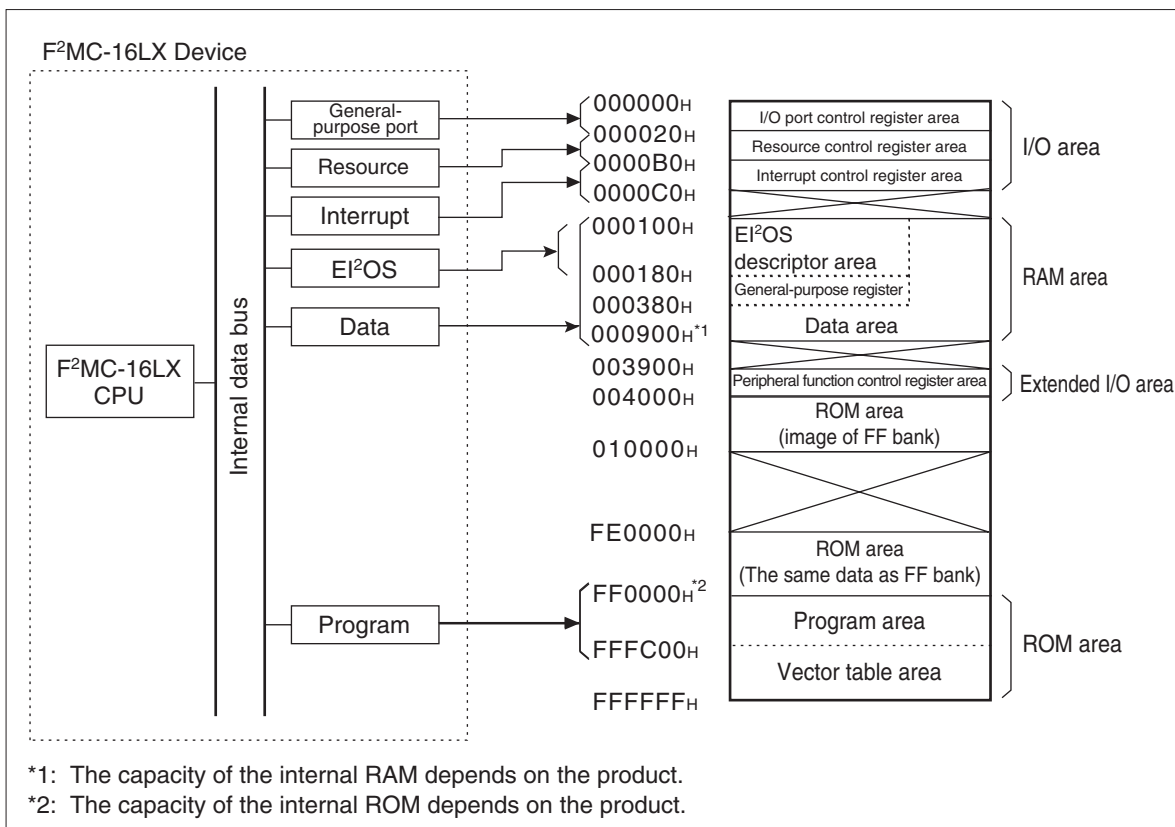 F²MC-16LX Device
F²MC-16LX
CPU
Internal data bus
General-
purpose port
Resource
Interrupt
EI²OS
Data
Program
000000H
000020H
0000B0H
0000C0H
000100H
000180H
000380H
000900H*1
003900H
004000H
010000H
FE0000H
FF0000H*2
FFFC00H
FFFFFFH
I/O port control register area
Resource control register area
Interrupt control register area
EI²OS
descriptor area
General-purpose register
Data area
Peripheral function control register area
ROM area
(image of FF bank)
ROM area
(The same data as FF bank)
Program area
Vector table area
I/O area
RAM area
Extended I/O area
ROM area
*1: The capacity of the internal RAM depends on the product.
*2: The capacity of the internal ROM depends on the product.